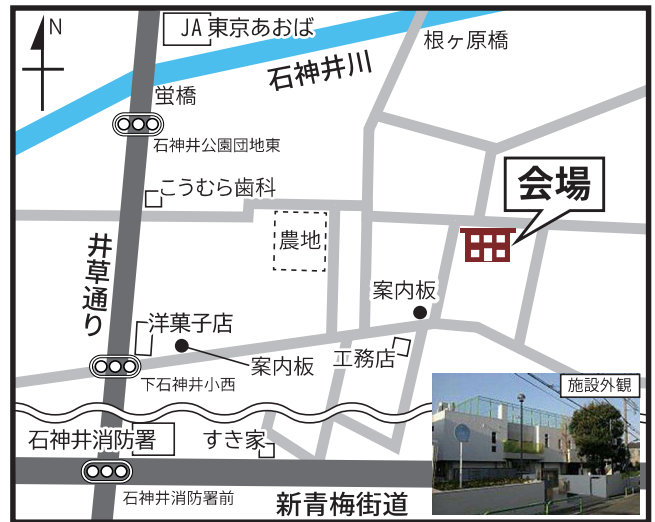 N
JA 東京あおば
石神井川
根ヶ原橋
蛍橋
石神井公園団地東
こうむら歯科
会場
農地
井草通り
案内板
洋菓子店
案内板
工務店
下石神井小西
施設外観
石神井消防署
すき家
石神井消防署前
新青梅街道